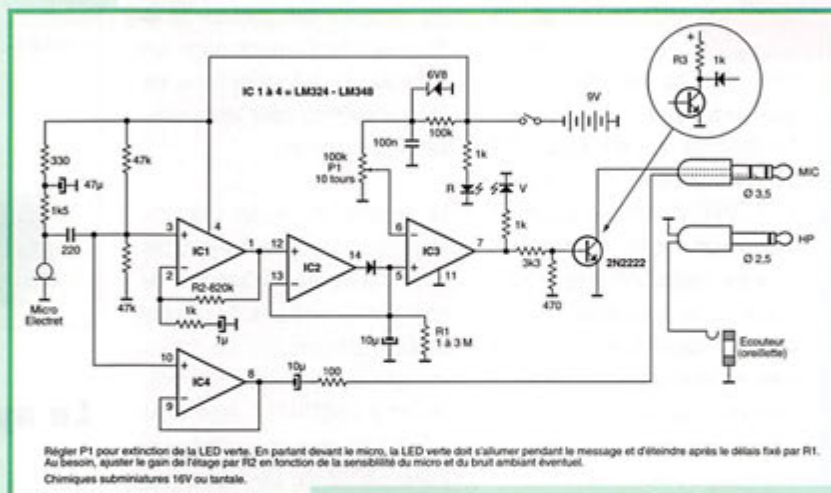 IC 1 à 4 = LM324 - LM348
6V8
9V
R3
1k
330
47k
100k
100n
100k
P1
10 tours
1k
47µ
1k5
R
V
MIC
Ø 3,5
3
4
IC1
1
12
14
6
IC3
7
1k
2
13
IC2
5
11
3k3
2N2222
HP
Ø 2,5
220
R2-820k
470
47k
1k
1µ
Micro
Electret
10µ
R1
1 à 3 M
Ecouteur
(oreillette)
10
IC4
8
10µ
100
9
Régler P1 pour extinction de la LED verte. En parlant devant le micro, la LED verte doit s'allumer pendant le message et d'éteindre après le délais fixé par R1.
Au besoin, ajuster le gain de l'étage par R2 en fonction de la sensibilité du micro et du bruit ambiant éventuel.
Chimiques subminiatures 16V ou tantale.